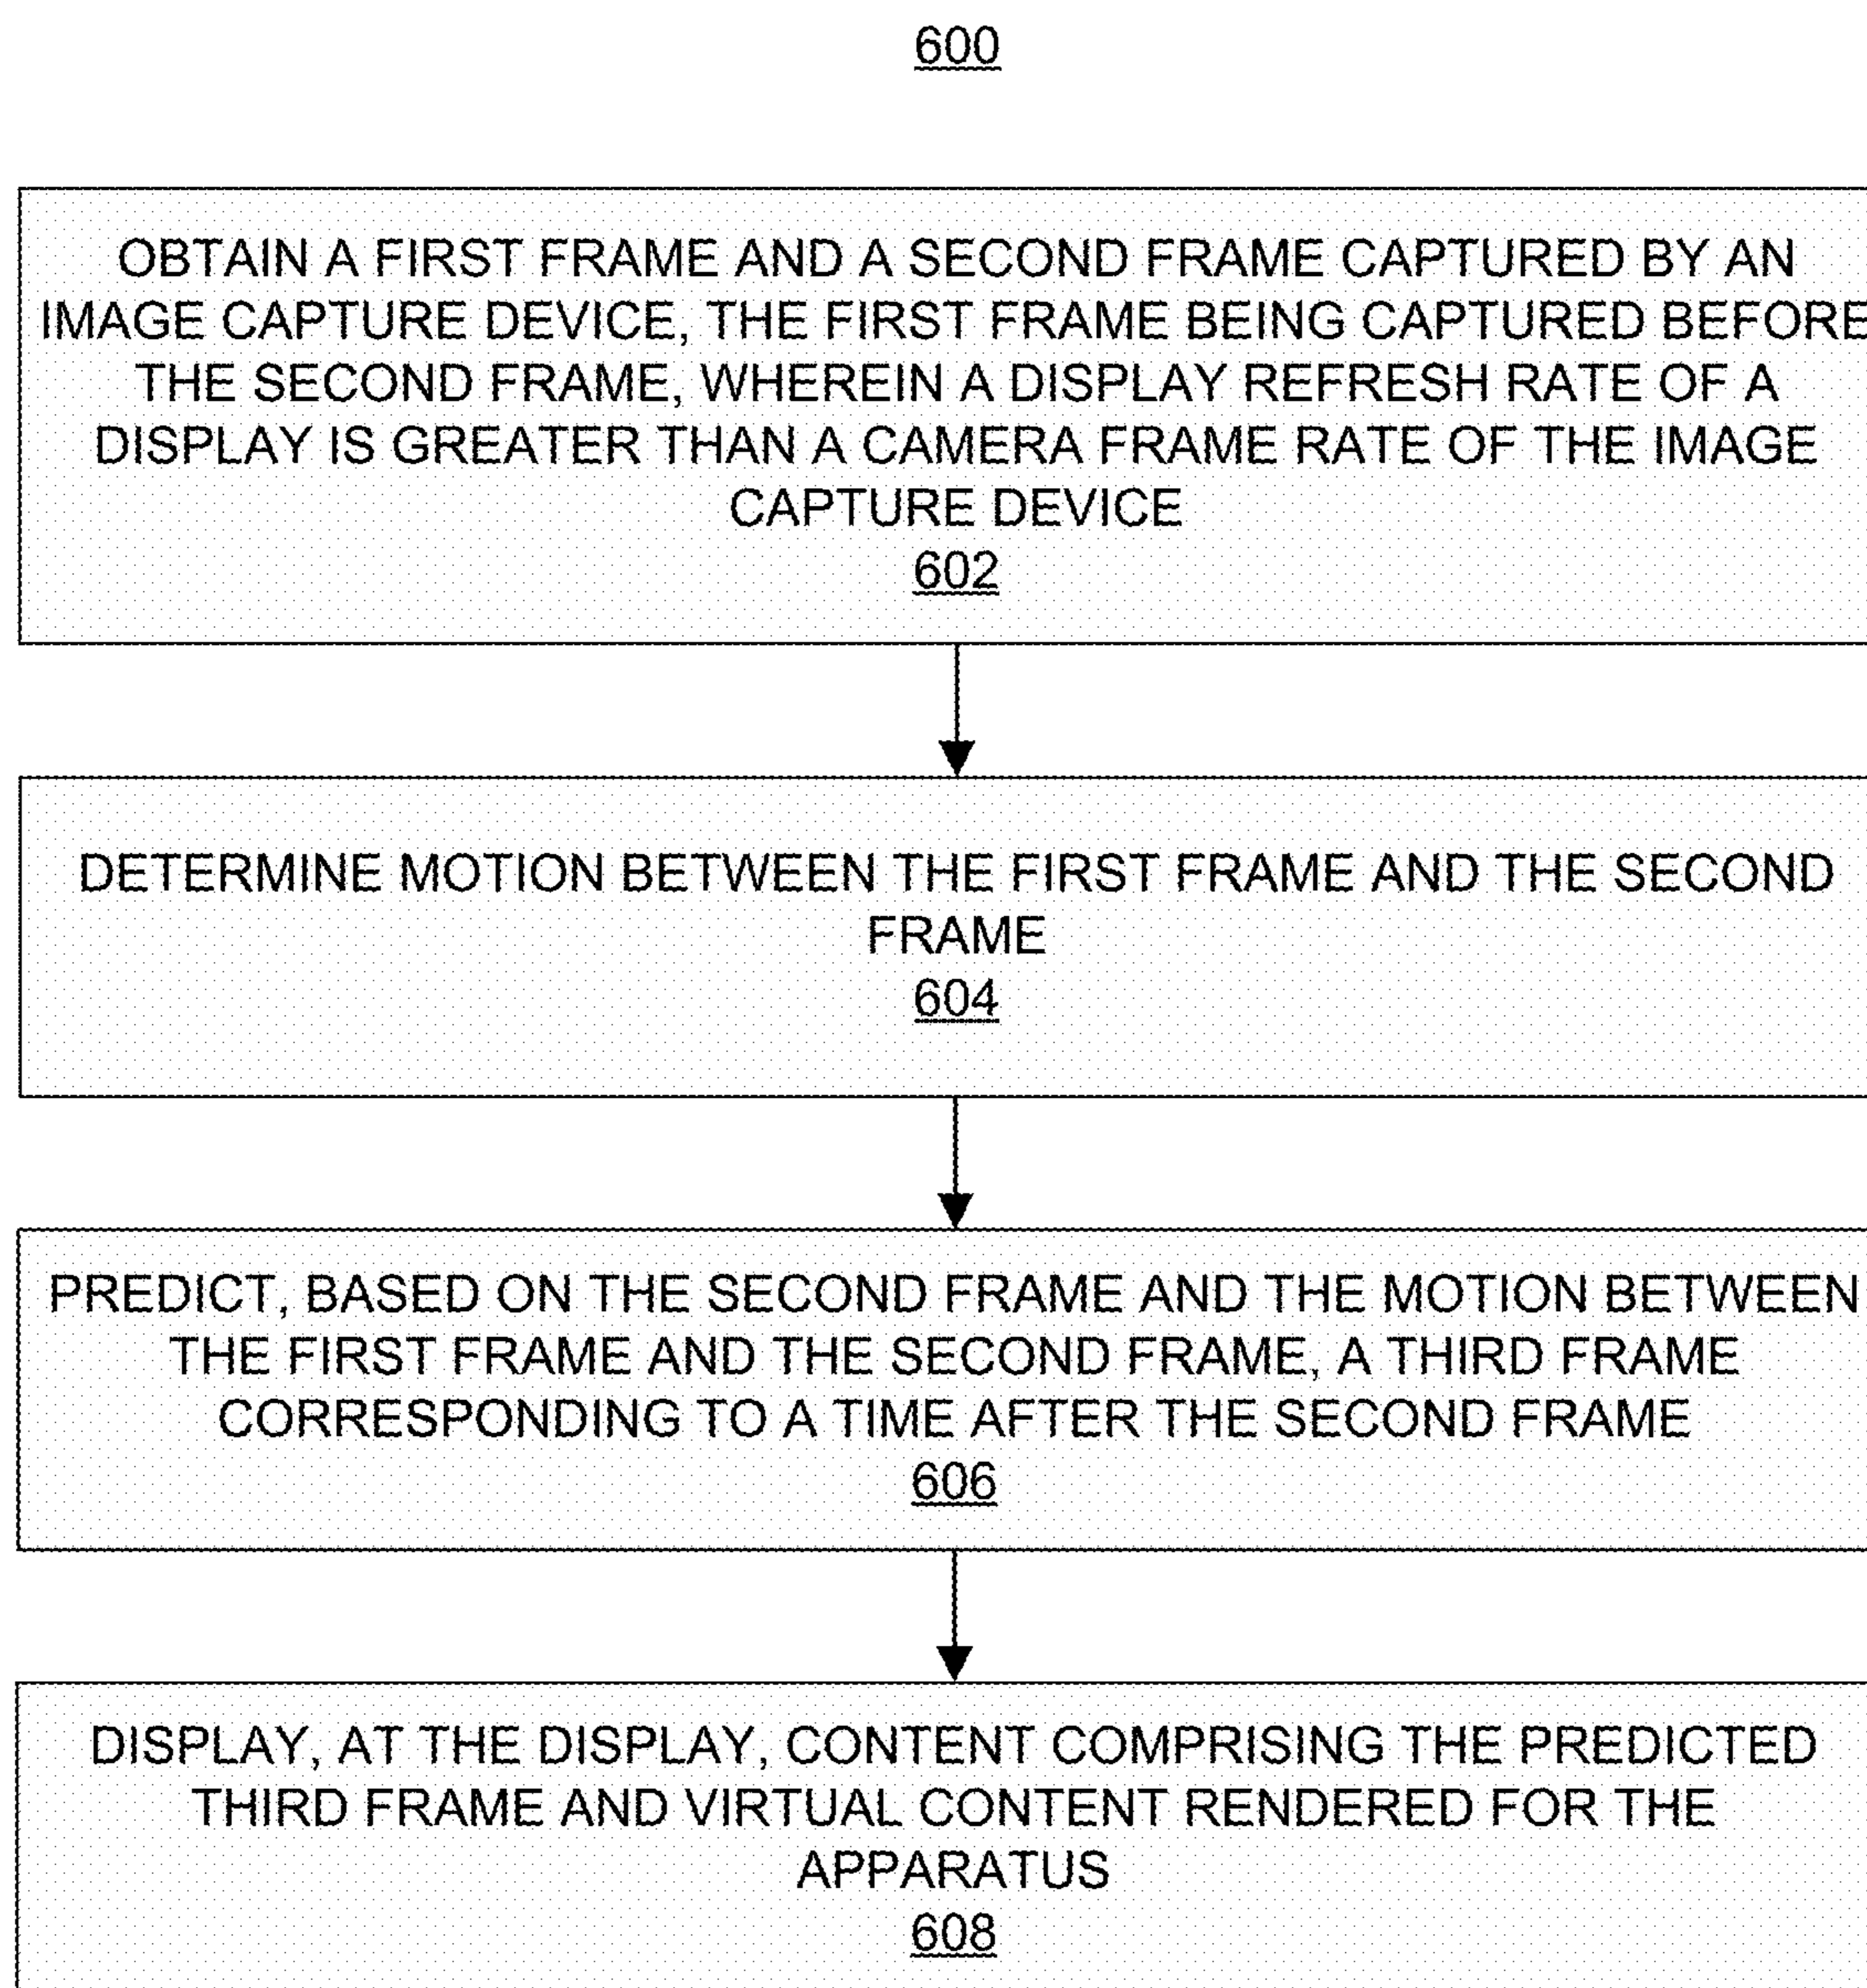 600
OBTAIN A FIRST FRAME AND A SECOND FRAME CAPTURED BY AN
IMAGE CAPTURE DEVICE, THE FIRST FRAME BEING CAPTURED BEFORE
THE SECOND FRAME, WHEREIN A DISPLAY REFRESH RATE OF A
DISPLAY IS GREATER THAN A CAMERA FRAME RATE OF THE IMAGE
CAPTURE DEVICE
602
DETERMINE MOTION BETWEEN THE FIRST FRAME AND THE SECOND
FRAME
604
PREDICT, BASED ON THE SECOND FRAME AND THE MOTION BETWEEN
THE FIRST FRAME AND THE SECOND FRAME, A THIRD FRAME
CORRESPONDING TO A TIME AFTER THE SECOND FRAME
606
DISPLAY, AT THE DISPLAY, CONTENT COMPRISING THE PREDICTED
THIRD FRAME AND VIRTUAL CONTENT RENDERED FOR THE
APPARATUS
608